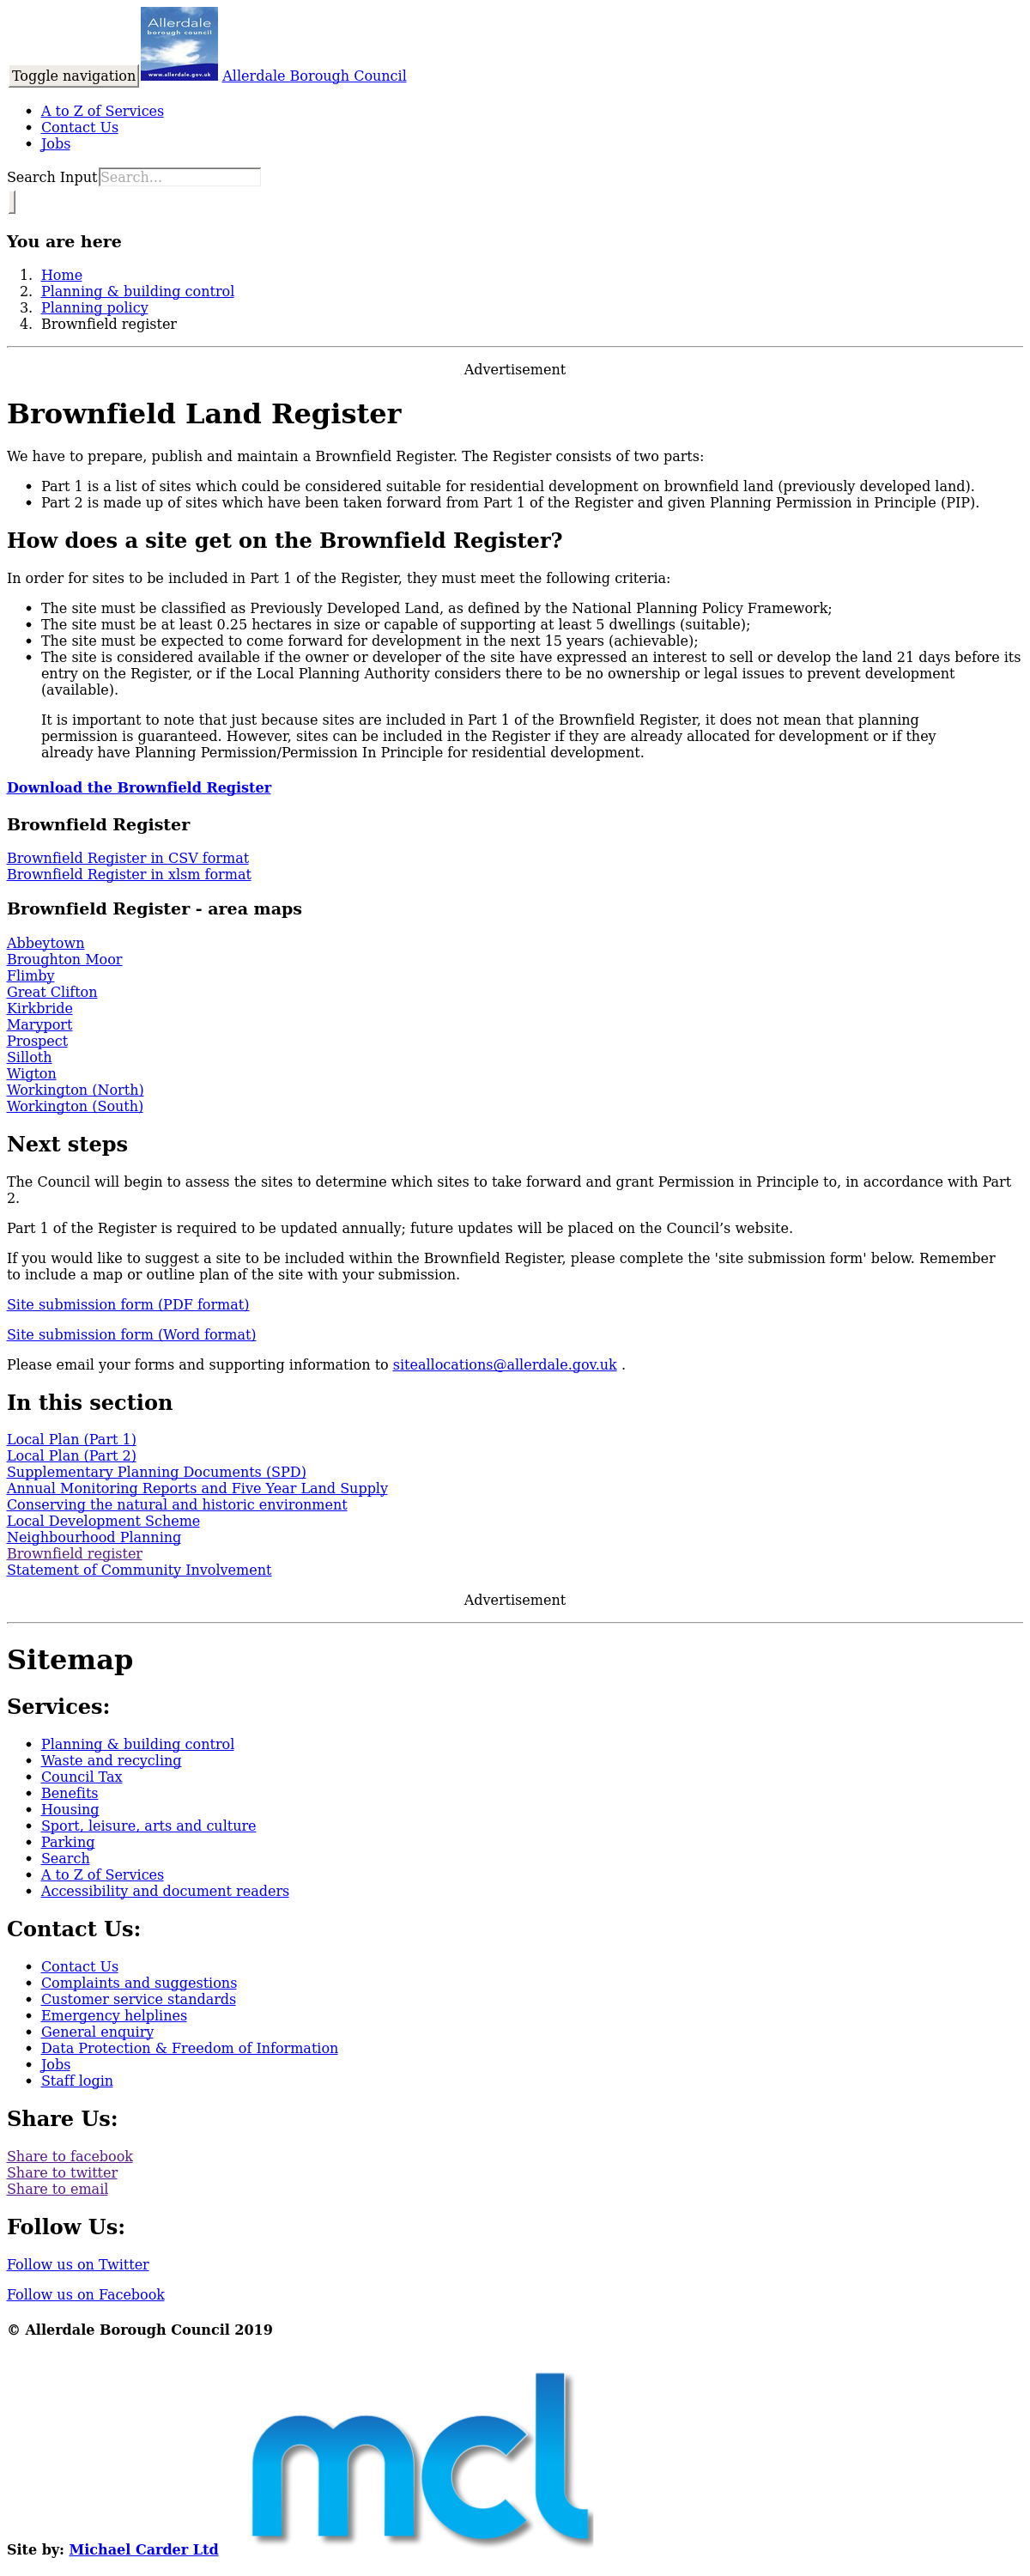 Allerdale
borough council
www.allerdale.gov.uk
Toggle navigation Allerdale Borough Council
A to Z of Services
Contact Us
Jobs
Search Input Search...
You are here
1. Home
2. Planning & building control
3. Planning policy
4. Brownfield register
Advertisement
Brownfield Land Register
We have to prepare, publish and maintain a Brownfield Register. The Register consists of two parts:
Part 1 is a list of sites which could be considered suitable for residential development on brownfield land (previously developed land).
Part 2 is made up of sites which have been taken forward from Part 1 of the Register and given Planning Permission in Principle (PIP).
How does a site get on the Brownfield Register?
In order for sites to be included in Part 1 of the Register, they must meet the following criteria:
The site must be classified as Previously Developed Land, as defined by the National Planning Policy Framework;
The site must be at least 0.25 hectares in size or capable of supporting at least 5 dwellings (suitable);
The site must be expected to come forward for development in the next 15 years (achievable);
The site is considered available if the owner or developer of the site have expressed an interest to sell or develop the land 21 days before its
entry on the Register, or if the Local Planning Authority considers there to be no ownership or legal issues to prevent development
(available).
It is important to note that just because sites are included in Part 1 of the Brownfield Register, it does not mean that planning
permission is guaranteed. However, sites can be included in the Register if they are already allocated for development or if they
already have Planning Permission/Permission In Principle for residential development.
Download the Brownfield Register
Brownfield Register
Brownfield Register in CSV format
Brownfield Register in xlsm format
Brownfield Register - area maps
Abbeytown
Broughton Moor
Flimby
Great Clifton
Kirkbride
Maryport
Prospect
Silloth
Wigton
Workington (North)
Workington (South)
Next steps
The Council will begin to assess the sites to determine which sites to take forward and grant Permission in Principle to, in accordance with Part
2.
Part 1 of the Register is required to be updated annually; future updates will be placed on the Council’s website.
If you would like to suggest a site to be included within the Brownfield Register, please complete the 'site submission form' below. Remember
to include a map or outline plan of the site with your submission.
Site submission form (PDF format)
Site submission form (Word format)
Please email your forms and supporting information to siteallocations@allerdale.gov.uk .
In this section
Local Plan (Part 1)
Local Plan (Part 2)
Supplementary Planning Documents (SPD)
Annual Monitoring Reports and Five Year Land Supply
Conserving the natural and historic environment
Local Development Scheme
Neighbourhood Planning
Brownfield register
Statement of Community Involvement
Advertisement
Sitemap
Services:
Planning & building control
Waste and recycling
Council Tax
Benefits
Housing
Sport, leisure, arts and culture
Parking
Search
A to Z of Services
Accessibility and document readers
Contact Us:
Contact Us
Complaints and suggestions
Customer service standards
Emergency helplines
General enquiry
Data Protection & Freedom of Information
Jobs
Staff login
Share Us:
Share to facebook
Share to twitter
Share to email
Follow Us:
Follow us on Twitter
Follow us on Facebook
© Allerdale Borough Council 2019
mcl
Site by: Michael Carder Ltd